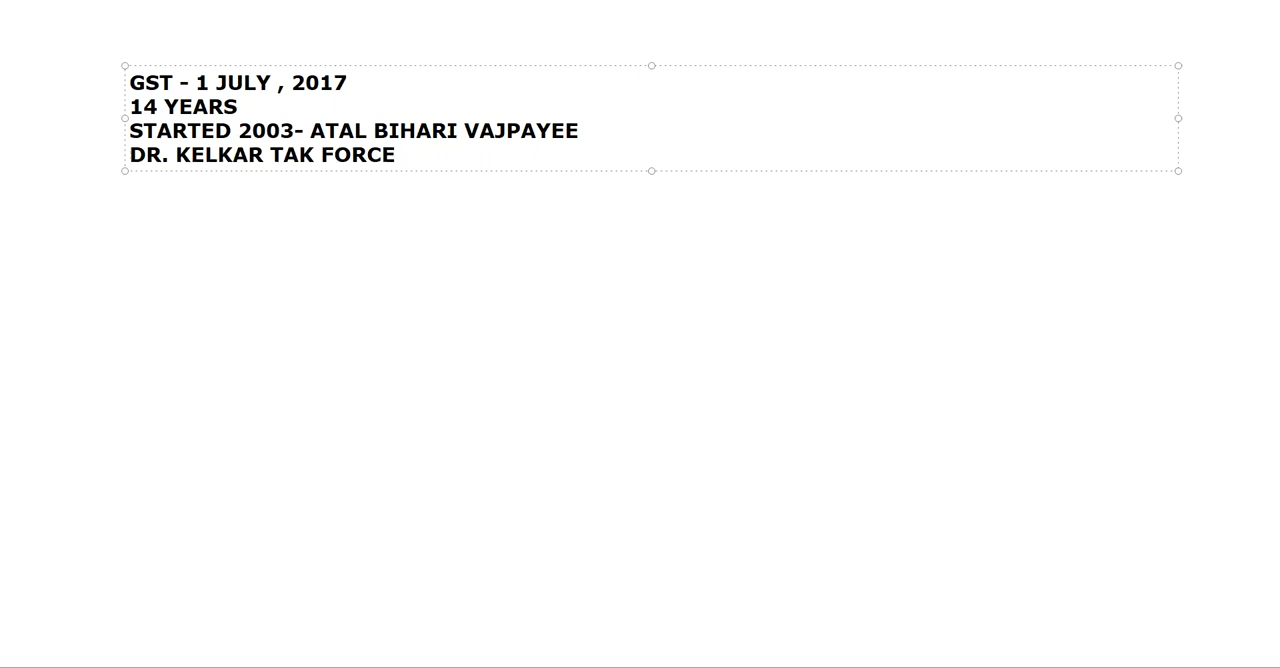 GST - 1 JULY , 2017
14 YEARS
STARTED 2003- ATAL BIHARI VAJPAYEE
DR. KELKAR TAK FORCE